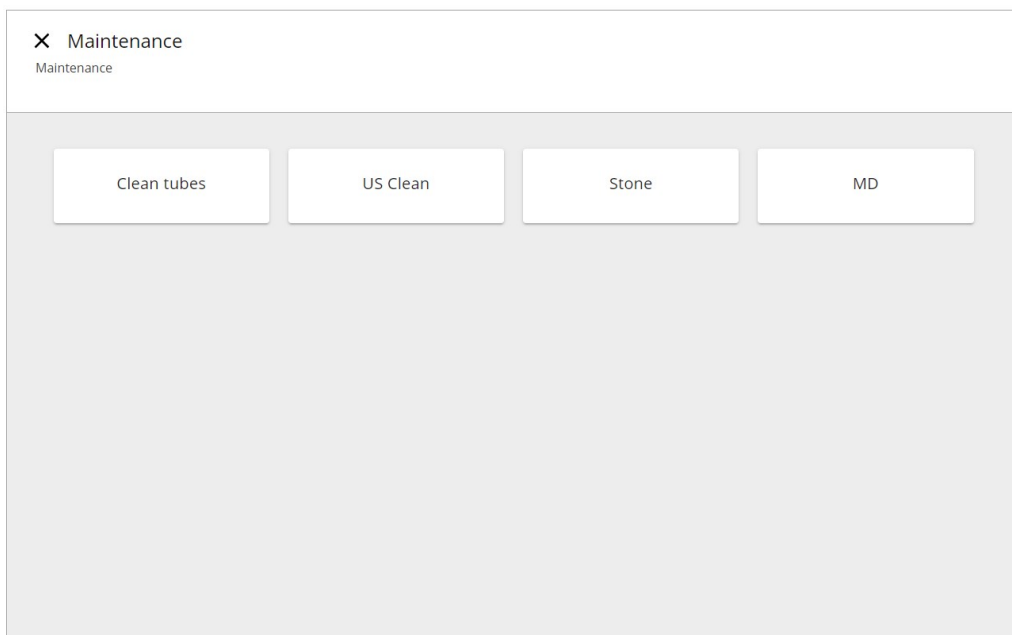 Maintenance
Maintenance
Clean tubes
US Clean
Stone
MD